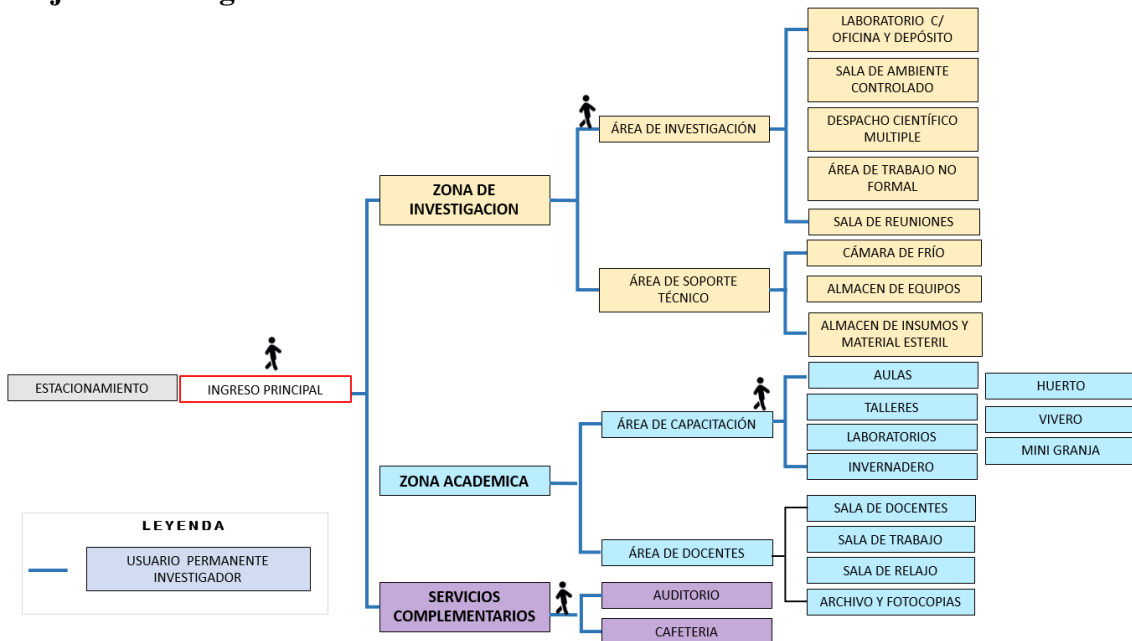 LABORATORIO C/
OFICINA Y DEPÓSITO
SALA DE AMBIENTE
CONTROLADO
DESPACHO CIENTÍFICO
MULTIPLE
ÁREA DE TRABAJO NO
FORMAL
SALA DE REUNIONES
ÁREA DE INVESTIGACIÓN
ZONA DE
INVESTIGACION
ÁREA DE SOPORTE
TÉCNICO
CÁMARA DE FRÍO
ALMACEN DE EQUIPOS
ALMACEN DE INSUMOS Y
MATERIAL ESTERIL
ESTACIONAMIENTO
INGRESO PRINCIPAL
ZONA ACADEMICA
ÁREA DE CAPACITACIÓN
AULAS
TALLERES
LABORATORIOS
INVERNADERO
HUERTO
VIVERO
MINI GRANJA
ÁREA DE DOCENTES
SALA DE DOCENTES
SALA DE TRABAJO
SALA DE RELAJO
ARCHIVO Y FOTOCOPIAS
SERVICIOS
COMPLEMENTARIOS
AUDITORIO
CAFETERIA
LEYENDA
USUARIO PERMANENTE
INVESTIGADOR